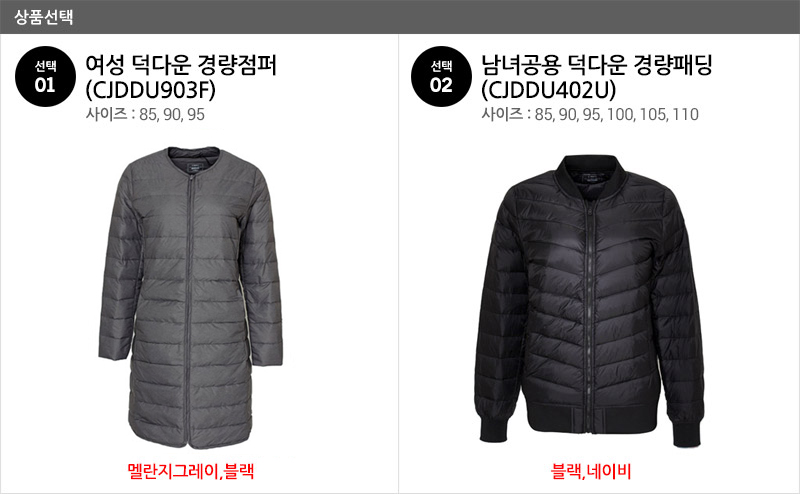 상품선택
선택
01
여성 덕다운 경량점퍼
(CJDDU903F)
사이즈 : 85, 90, 95
멜란지그레이,블랙
선택
02
남녀공용 덕다운 경량패딩
(CJDDU402U)
사이즈 : 85, 90, 95, 100, 105, 110
블랙,네이비